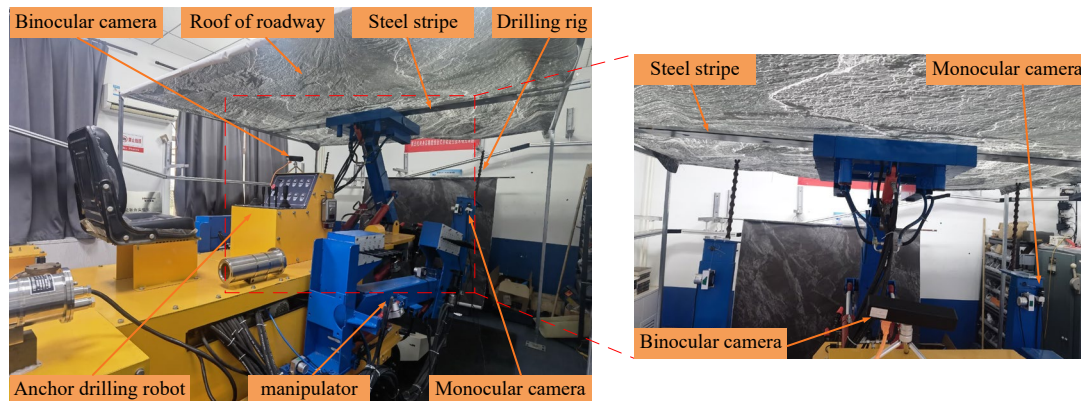 Binocular camera
Roof of roadway
Steel stripe
Drilling rig
Anchor drilling robot
manipulator
Monocular camera
Steel stripe
Monocular camera
Binocular camera